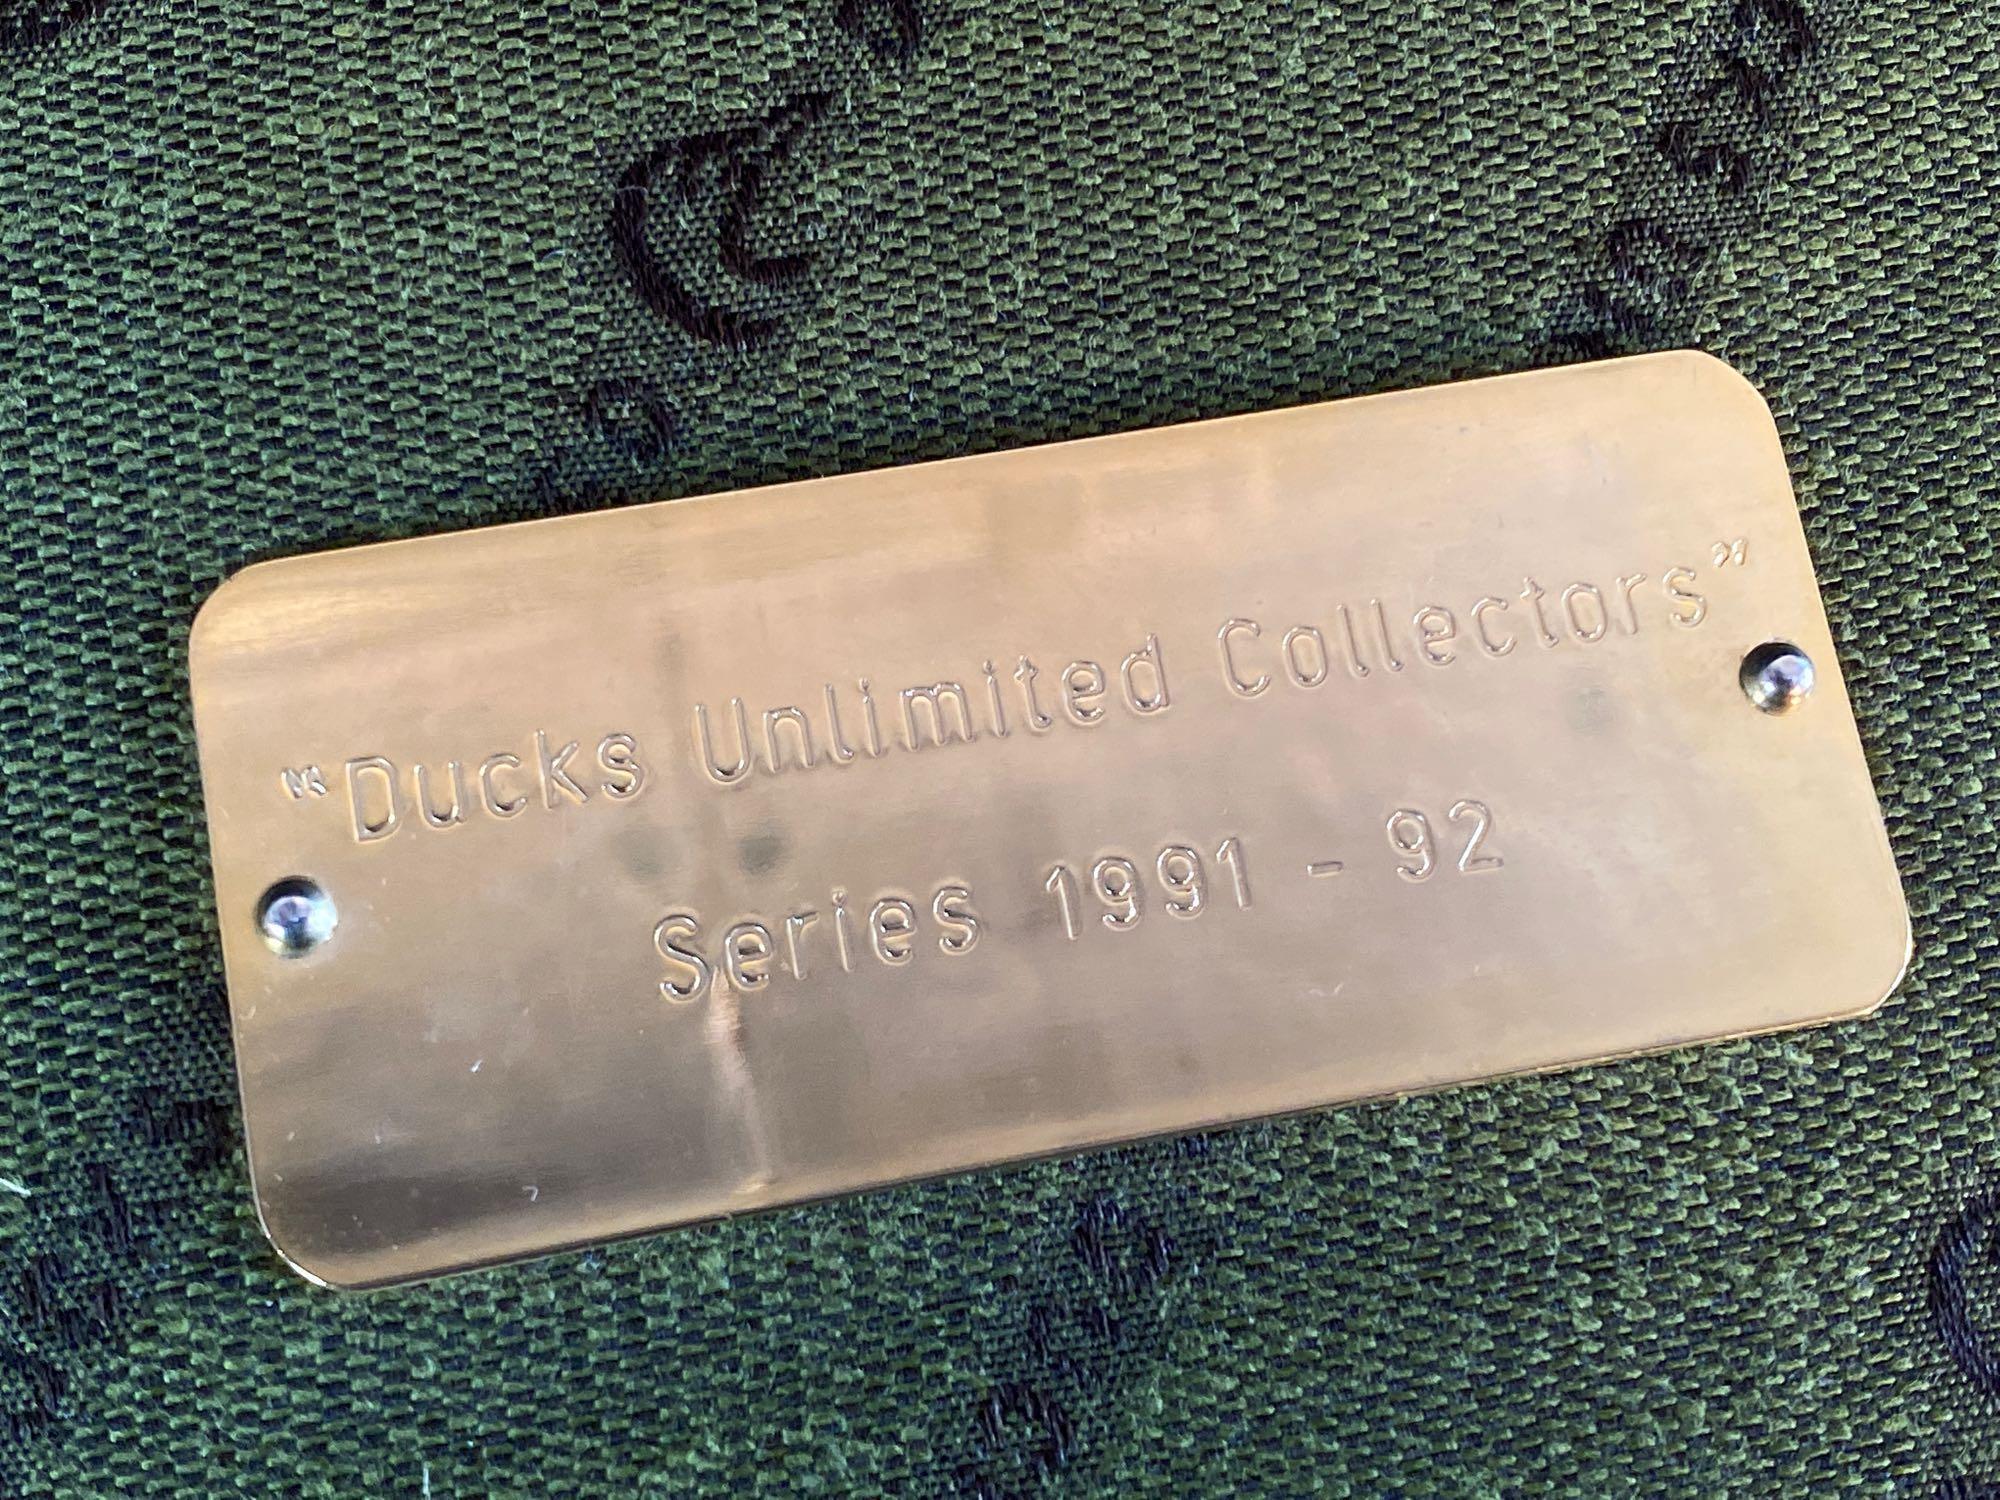 “Ducks Unlimited Collectors”
Series 1991 - 92